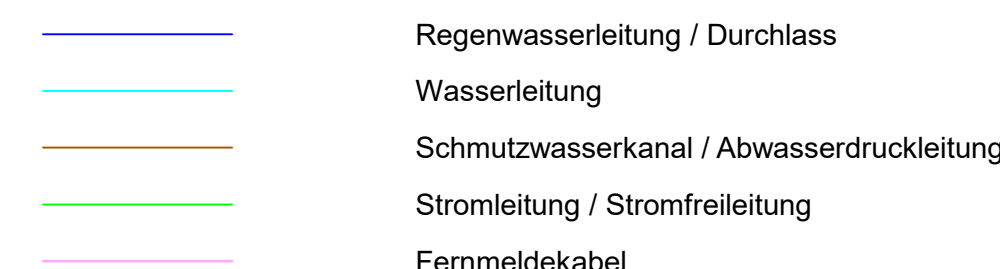 Regenwasserleitung / Durchlass
Wasserleitung
Schmutzwasserkanal / Abwasserdruckleitung
Stromleitung / Stromfreileitung
Fernmeldekabel